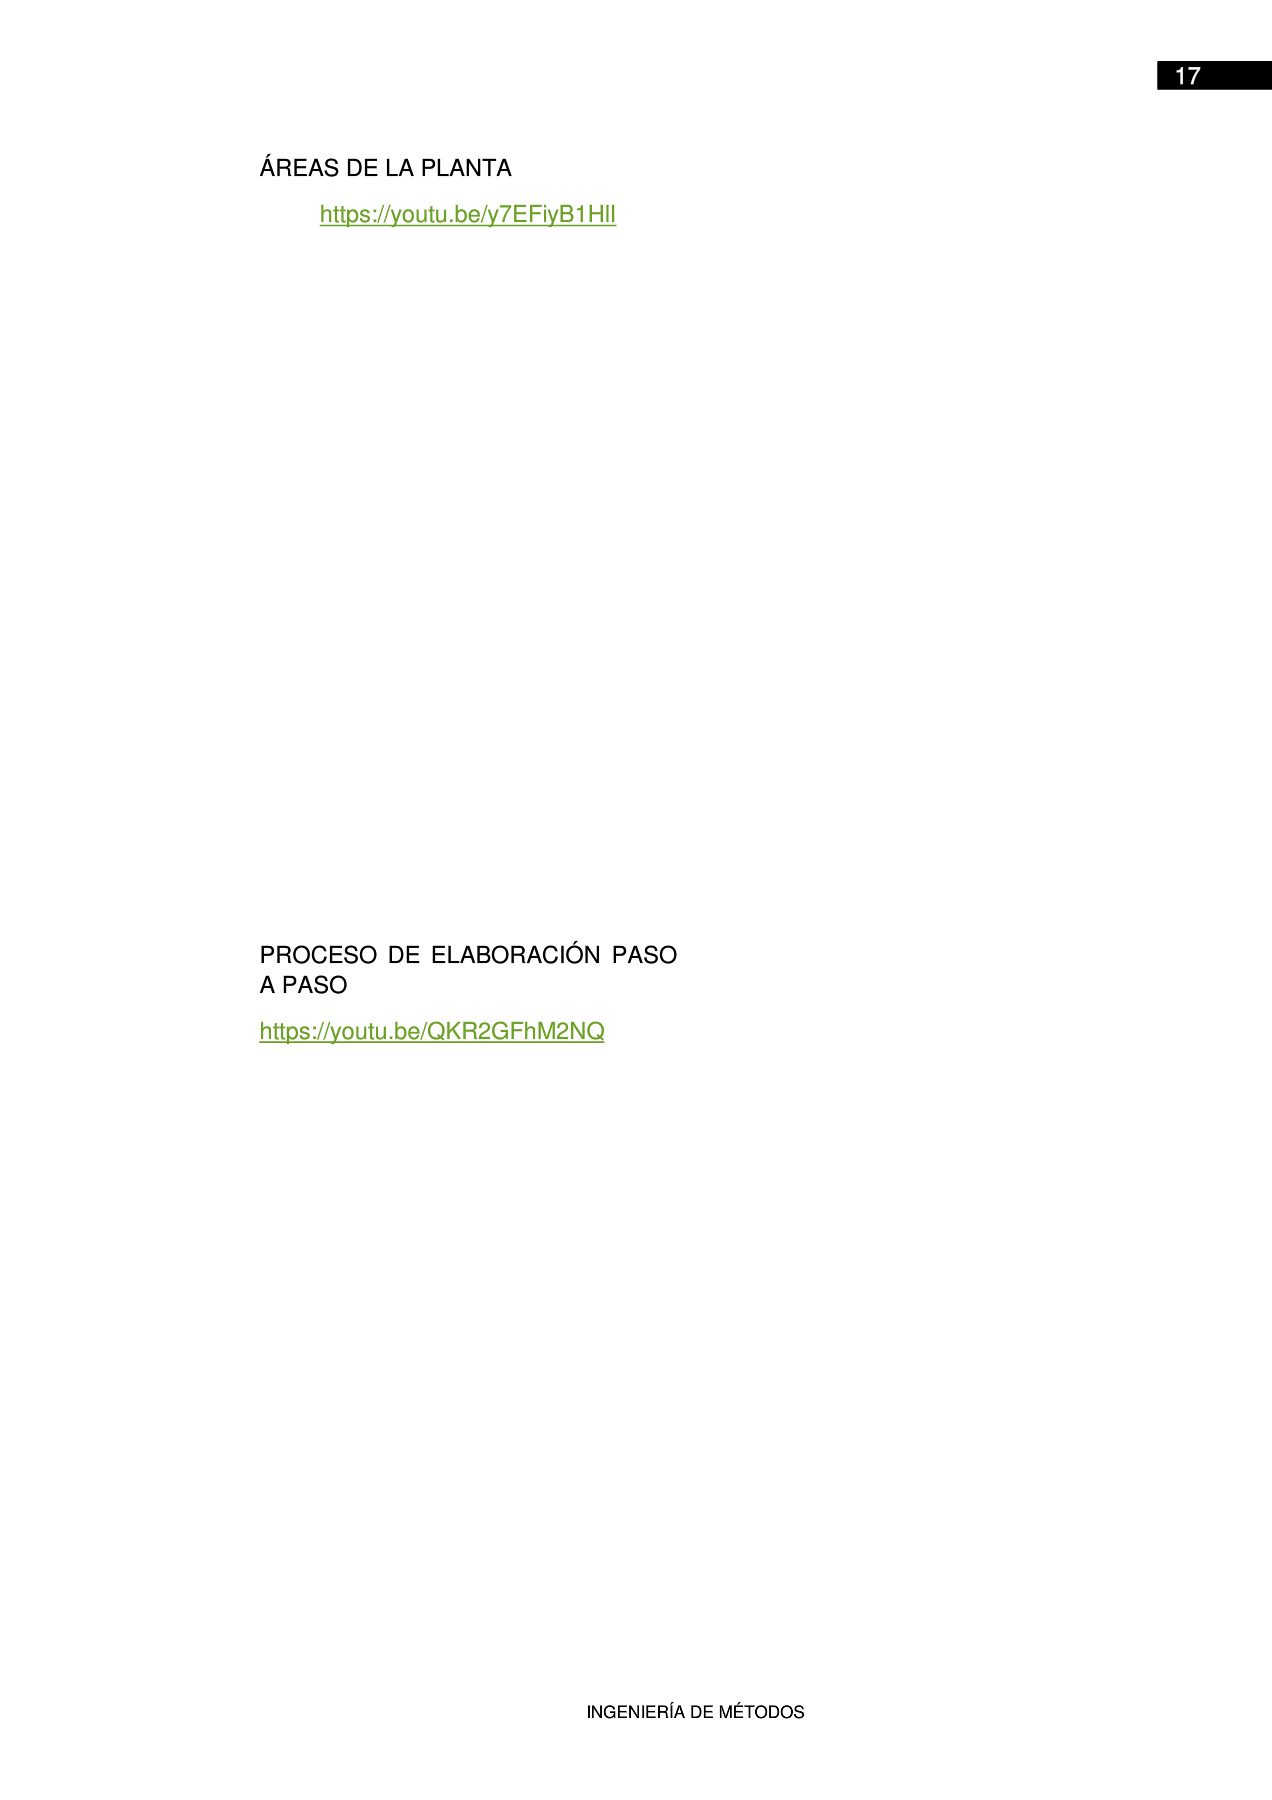 17
ÁREAS DE LA PLANTA
https://youtu.be/y7EFiyB1HlI
PROCESO DE ELABORACIÓN PASO
A PASO
https://youtu.be/QKR2GFhM2NQ
INGENIERÍA DE MÉTODOS